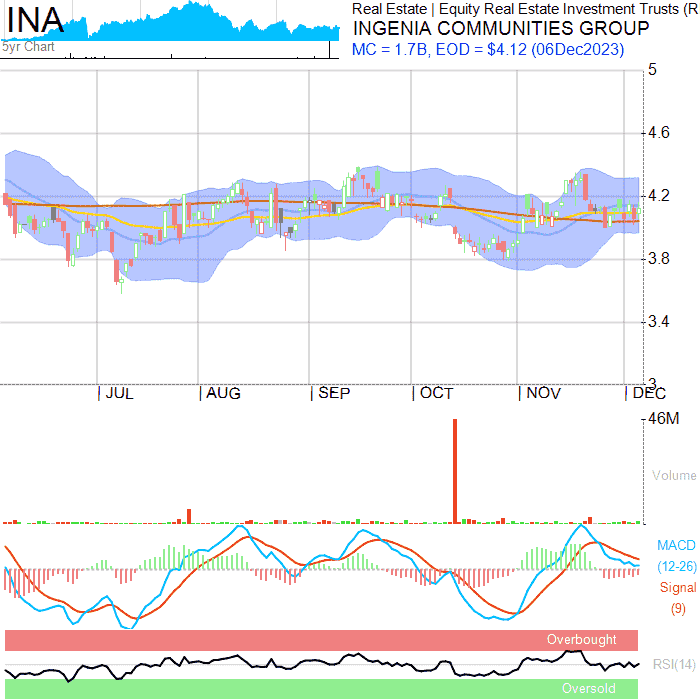 INA
5yr Chart
Real Estate | Equity Real Estate Investment Trusts (R
INGENIA COMMUNITIES GROUP
MC = 1.7B, EOD = $4.12 (06Dec2023)
5
4.6
4.2
3.8
3.4
3
JUL
AUG
SEP
OCT
NOV
DEC
46M
Volume
MACD
(12-26)
Signal
(9)
Overbought
RSI(14)
Oversold